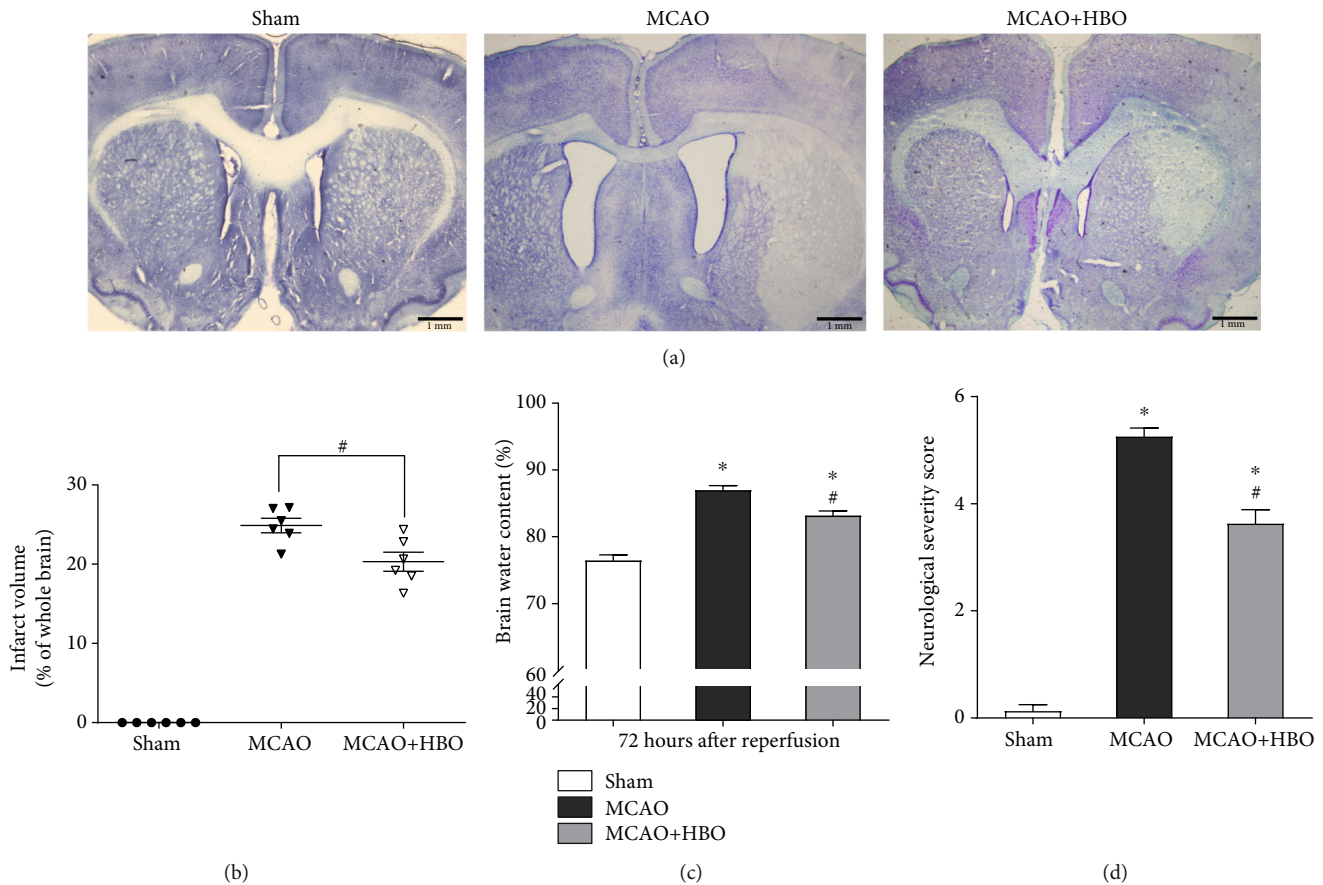 Sham
MCAO
MCAO+HBO
1 mm
1 mm
1 mm
(a)
Infarct volume
(% of whole brain)
30
20
10
0
#
Sham
MCAO
MCAO+HBO
(b)
Brain water content (%)
100
90
80
70
60
40
20
0
*
*
#
72 hours after reperfusion
Sham
MCAO
MCAO+HBO
(c)
Neurological severity score
6
4
2
0
*
*
#
Sham
MCAO
MCAO+HBO
(d)